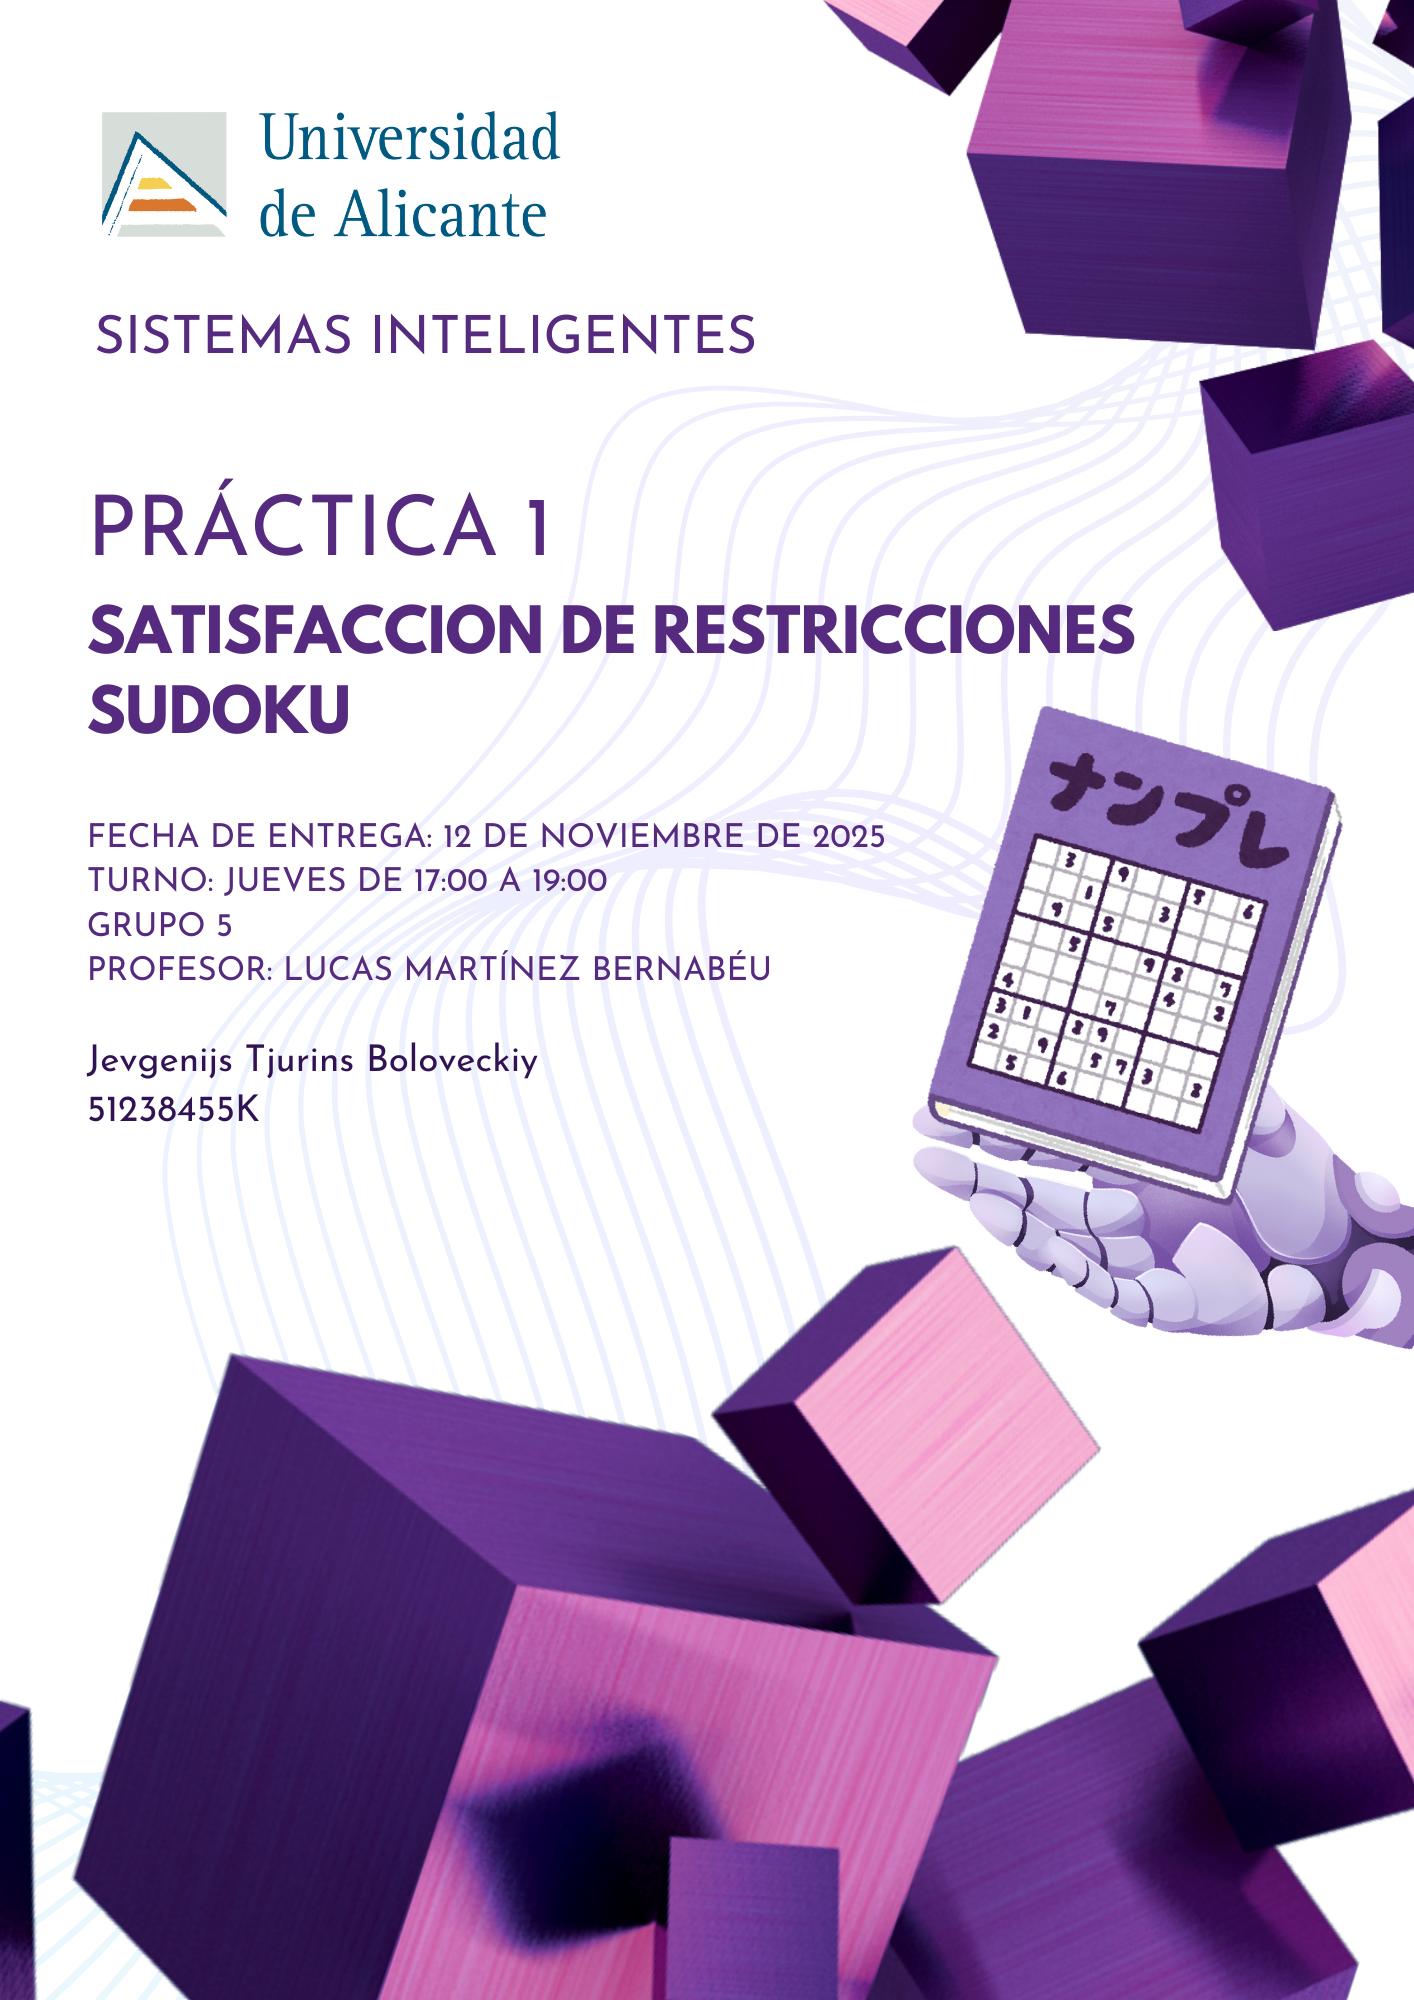 Universidad
de Alicante
SISTEMAS INTELIGENTES
PRÁCTICA 1
SATISFACCION DE RESTRICCIONES
SUDOKU
FECHA DE ENTREGA: 12 DE NOVIEMBRE DE 2025
TURNO: JUEVES DE 17:00 A 19:00
GRUPO 5
PROFESOR: LUCAS MARTÍNEZ BERNABÉU
Jevgenijs Tjurins Boloveckiy
51238455K
ナンプレ